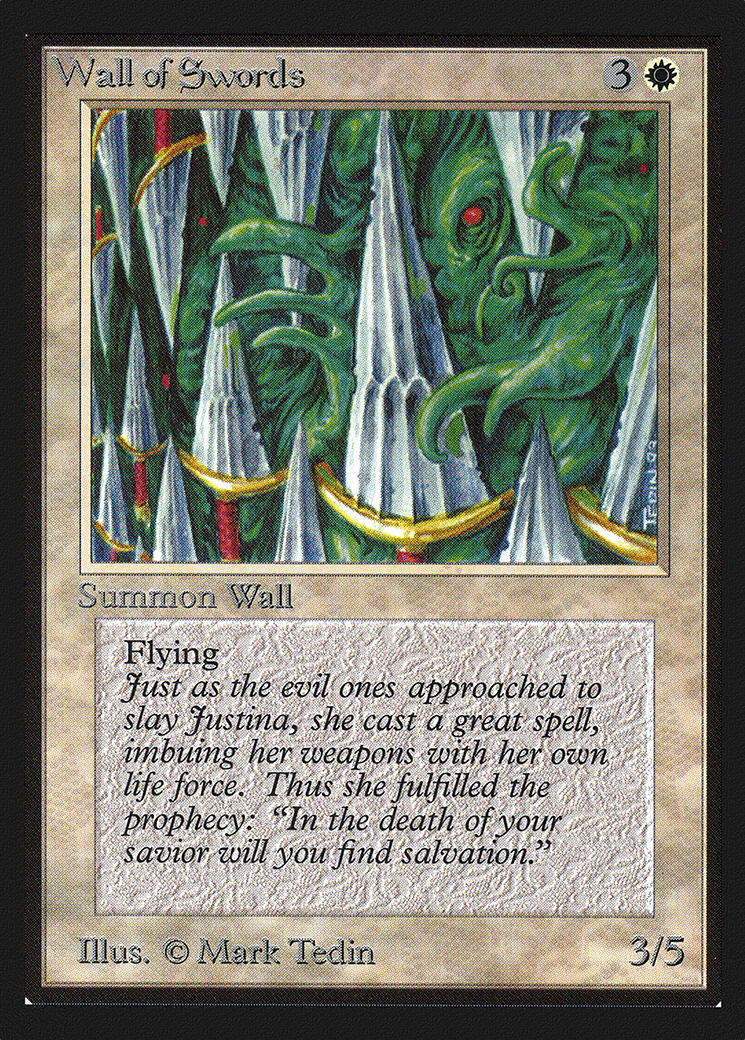 Wall of Swords 3
TEDIN 93
Summon Wall
Flying
Just as the evil ones approached to
slay Justina, she cast a great spell,
imbuing her weapons with her own
life force. Thus she fulfilled the
prophecy: “In the death of your
savior will you find salvation.”
Illus. © Mark Tedin 3/5